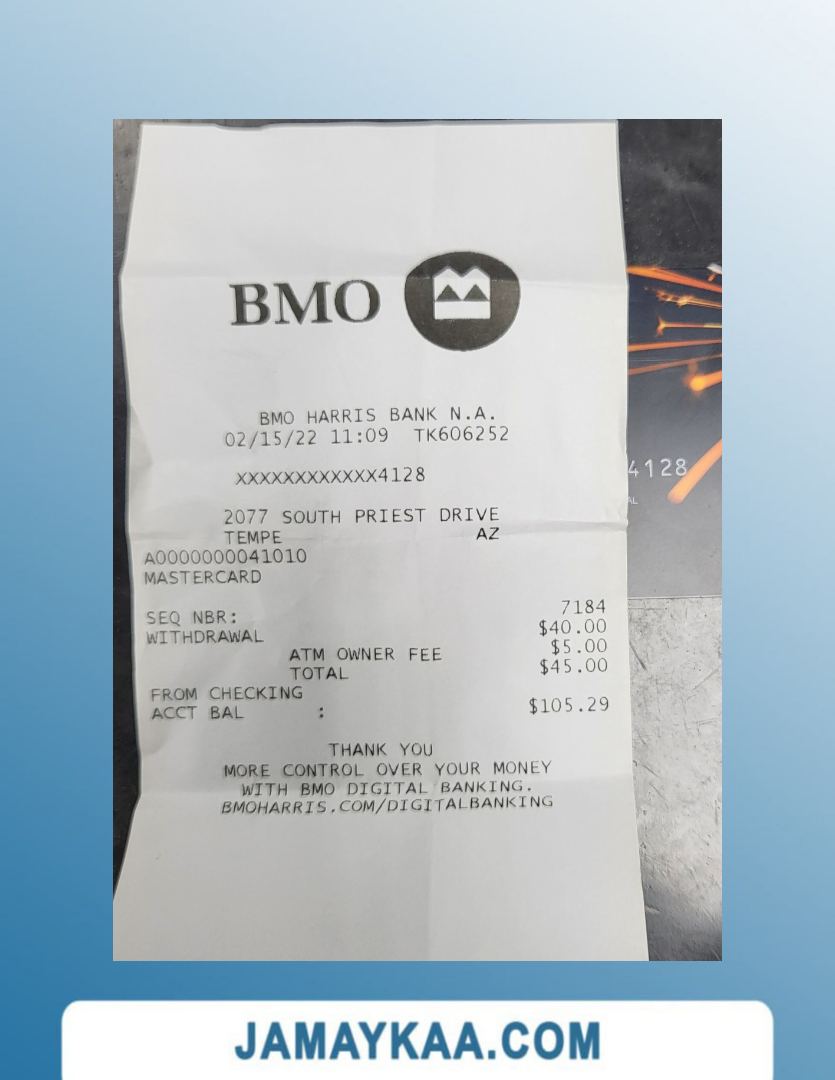 BMO
BMO HARRIS BANK N.A.
02/15/22 11:09 TK606252
XXXXXXXXXXXX4128
4128
AL
2077 SOUTH PRIEST DRIVE
TEMPE AZ
A0000000041010
MASTERCARD
SEQ NBR: 7184
WITHDRAWAL $40.00
ATM OWNER FEE $5.00
TOTAL $45.00
FROM CHECKING
ACCT BAL : $105.29
THANK YOU
MORE CONTROL OVER YOUR MONEY
WITH BMO DIGITAL BANKING.
BMOHARRIS.COM/DIGITALBANKING
JAMAYKAA.COM